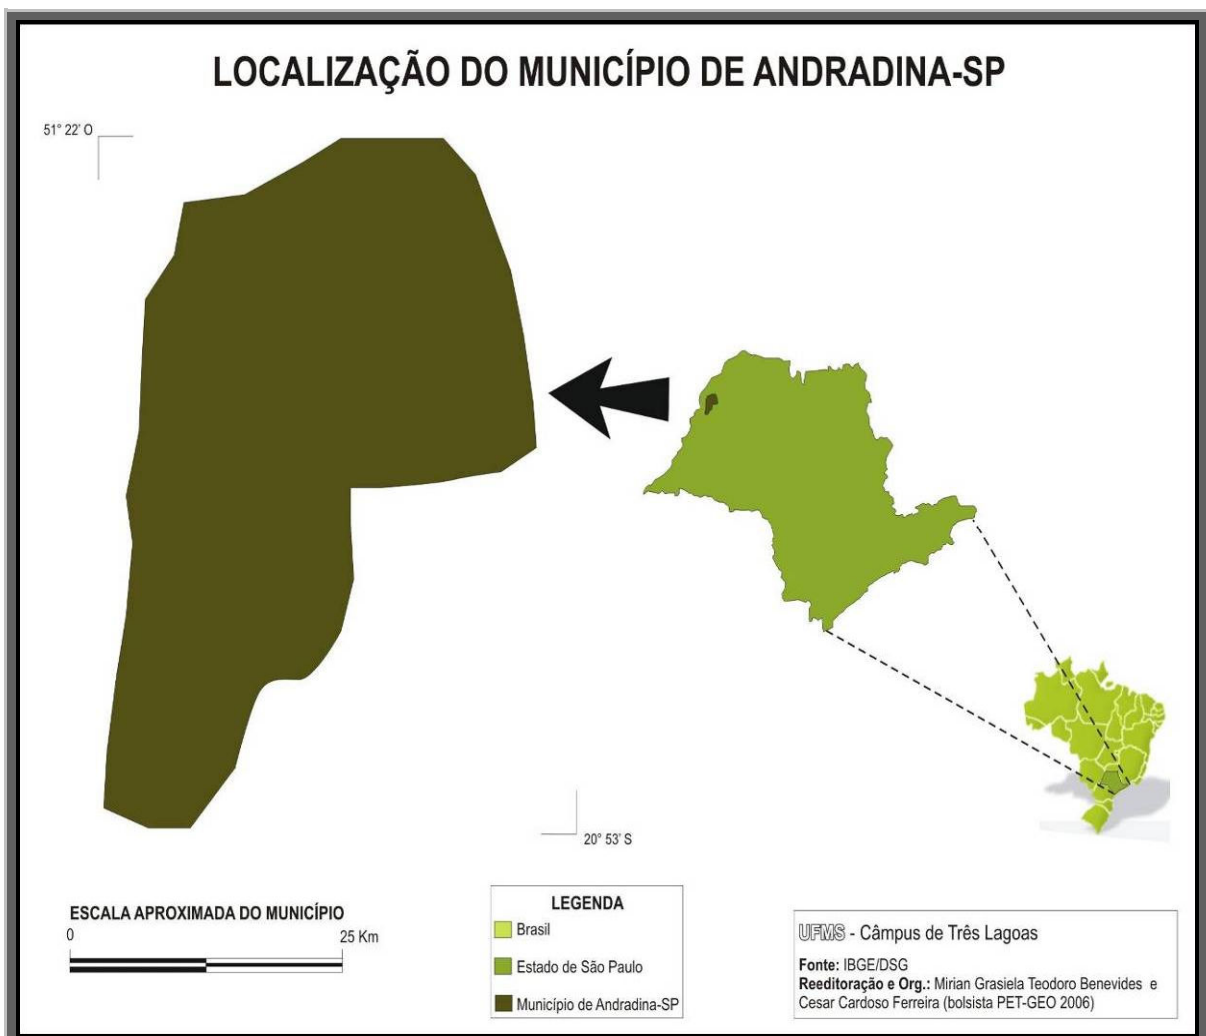 LOCALIZAÇÃO DO MUNICÍPIO DE ANDRADINA-SP
51° 22' O
20° 53' S
ESCALA APROXIMADA DO MUNICÍPIO
0 25 Km
LEGENDA
Brasil
Estado de São Paulo
Município de Andradina-SP
UFMS - Câmpus de Três Lagoas
Fonte: IBGE/DSG
Reeditoração e Org.: Mirian Grasiela Teodoro Benevides e
Cesar Cardoso Ferreira (bolsista PET-GEO 2006)